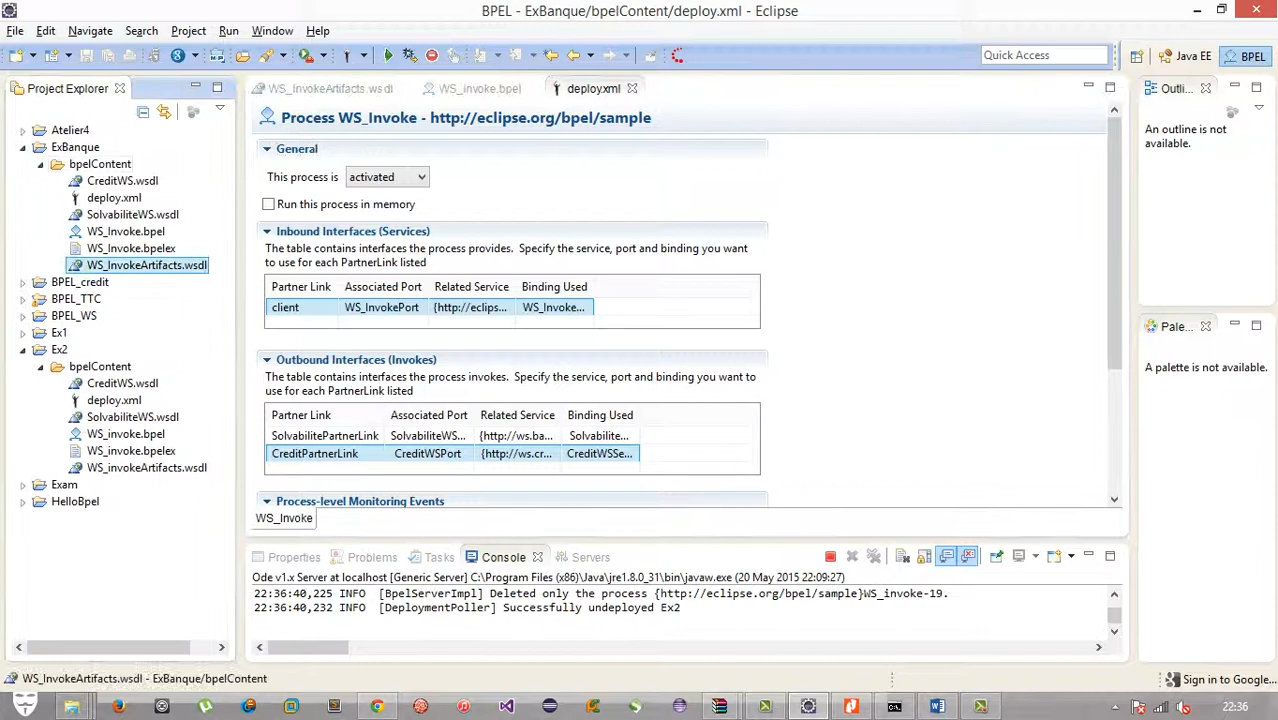 BPEL - ExBanque/bpelContent/deploy.xml - Eclipse
File Edit Navigate Search Project Run Window Help
Quick Access
Java EE
BPEL
Project Explorer
Atelier4
ExBanque
bpelContent
CreditWS.wsdl
deploy.xml
SolvabiliteWS.wsdl
WS_Invoke.bpel
WS_Invoke.bpelex
WS_InvokeArtifacts.wsdl
BPEL_credit
BPEL_TTC
BPEL_WS
Ex1
Ex2
bpelContent
CreditWS.wsdl
deploy.xml
SolvabiliteWS.wsdl
WS_invoke.bpel
WS_invoke.bpelex
WS_invokeArtifacts.wsdl
Exam
HelloBpel
WS_InvokeArtifacts.wsdl WS_Invoke.bpel deploy.xml
Process WS_Invoke - http://eclipse.org/bpel/sample
General
This process is activated
Run this process in memory
Inbound Interfaces (Services)
The table contains interfaces the process provides. Specify the service, port and binding you want
to use for each PartnerLink listed
Partner Link Associated Port Related Service Binding Used
client WS_InvokePort {http://eclips... WS_Invoke...
Outbound Interfaces (Invokes)
The table contains interfaces the process invokes. Specify the service, port and binding you want to
use for each PartnerLink listed
Partner Link Associated Port Related Service Binding Used
SolvabilitePartnerLink SolvabiliteWS... {http://ws.ba... Solvabilite...
CreditPartnerLink CreditWSPort {http://ws.cr... CreditWSSe...
Process-level Monitoring Events
WS_Invoke
Outli...
An outline is not
available.
Pale...
A palette is not available.
Properties Problems Tasks Console Servers
Ode v1.x Server at localhost [Generic Server] C:\Program Files (x86)\Java\jre1.8.0_31\bin\javaw.exe (20 May 2015 22:09:27)
22:36:40,225 INFO [BpelServerImpl] Deleted only the process {http://eclipse.org/bpel/sample}WS_invoke-19.
22:36:40,232 INFO [DeploymentPoller] Successfully undeployed Ex2
WS_InvokeArtifacts.wsdl - ExBanque/bpelContent
Sign in to Google...
22:36